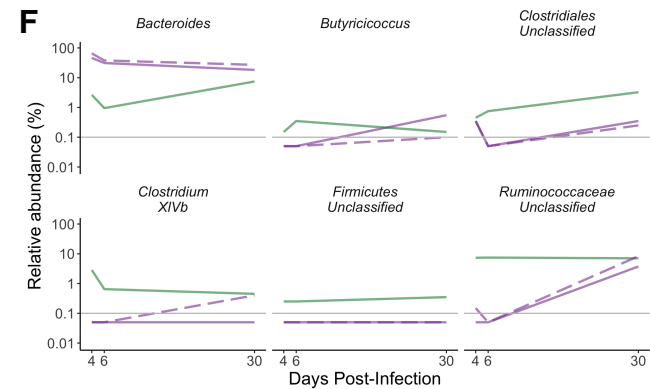 F
Bacteroides
Butyricicoccus
Clostridiales
Unclassified
Relative abundance (%)
100
10
1
0.1
0.01
Clostridium
XIVb
Firmicutes
Unclassified
Ruminococcaceae
Unclassified
100
10
1
0.1
0.01
4 6 30
4 6 30
4 6 30
Days Post-Infection